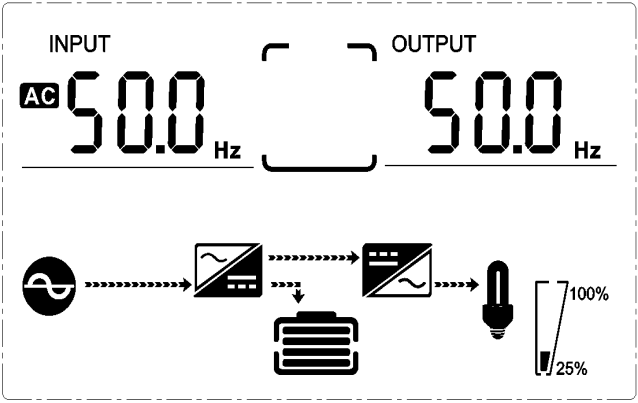 INPUT
OUTPUT
AC 50.0 Hz
50.0 Hz
100%
25%